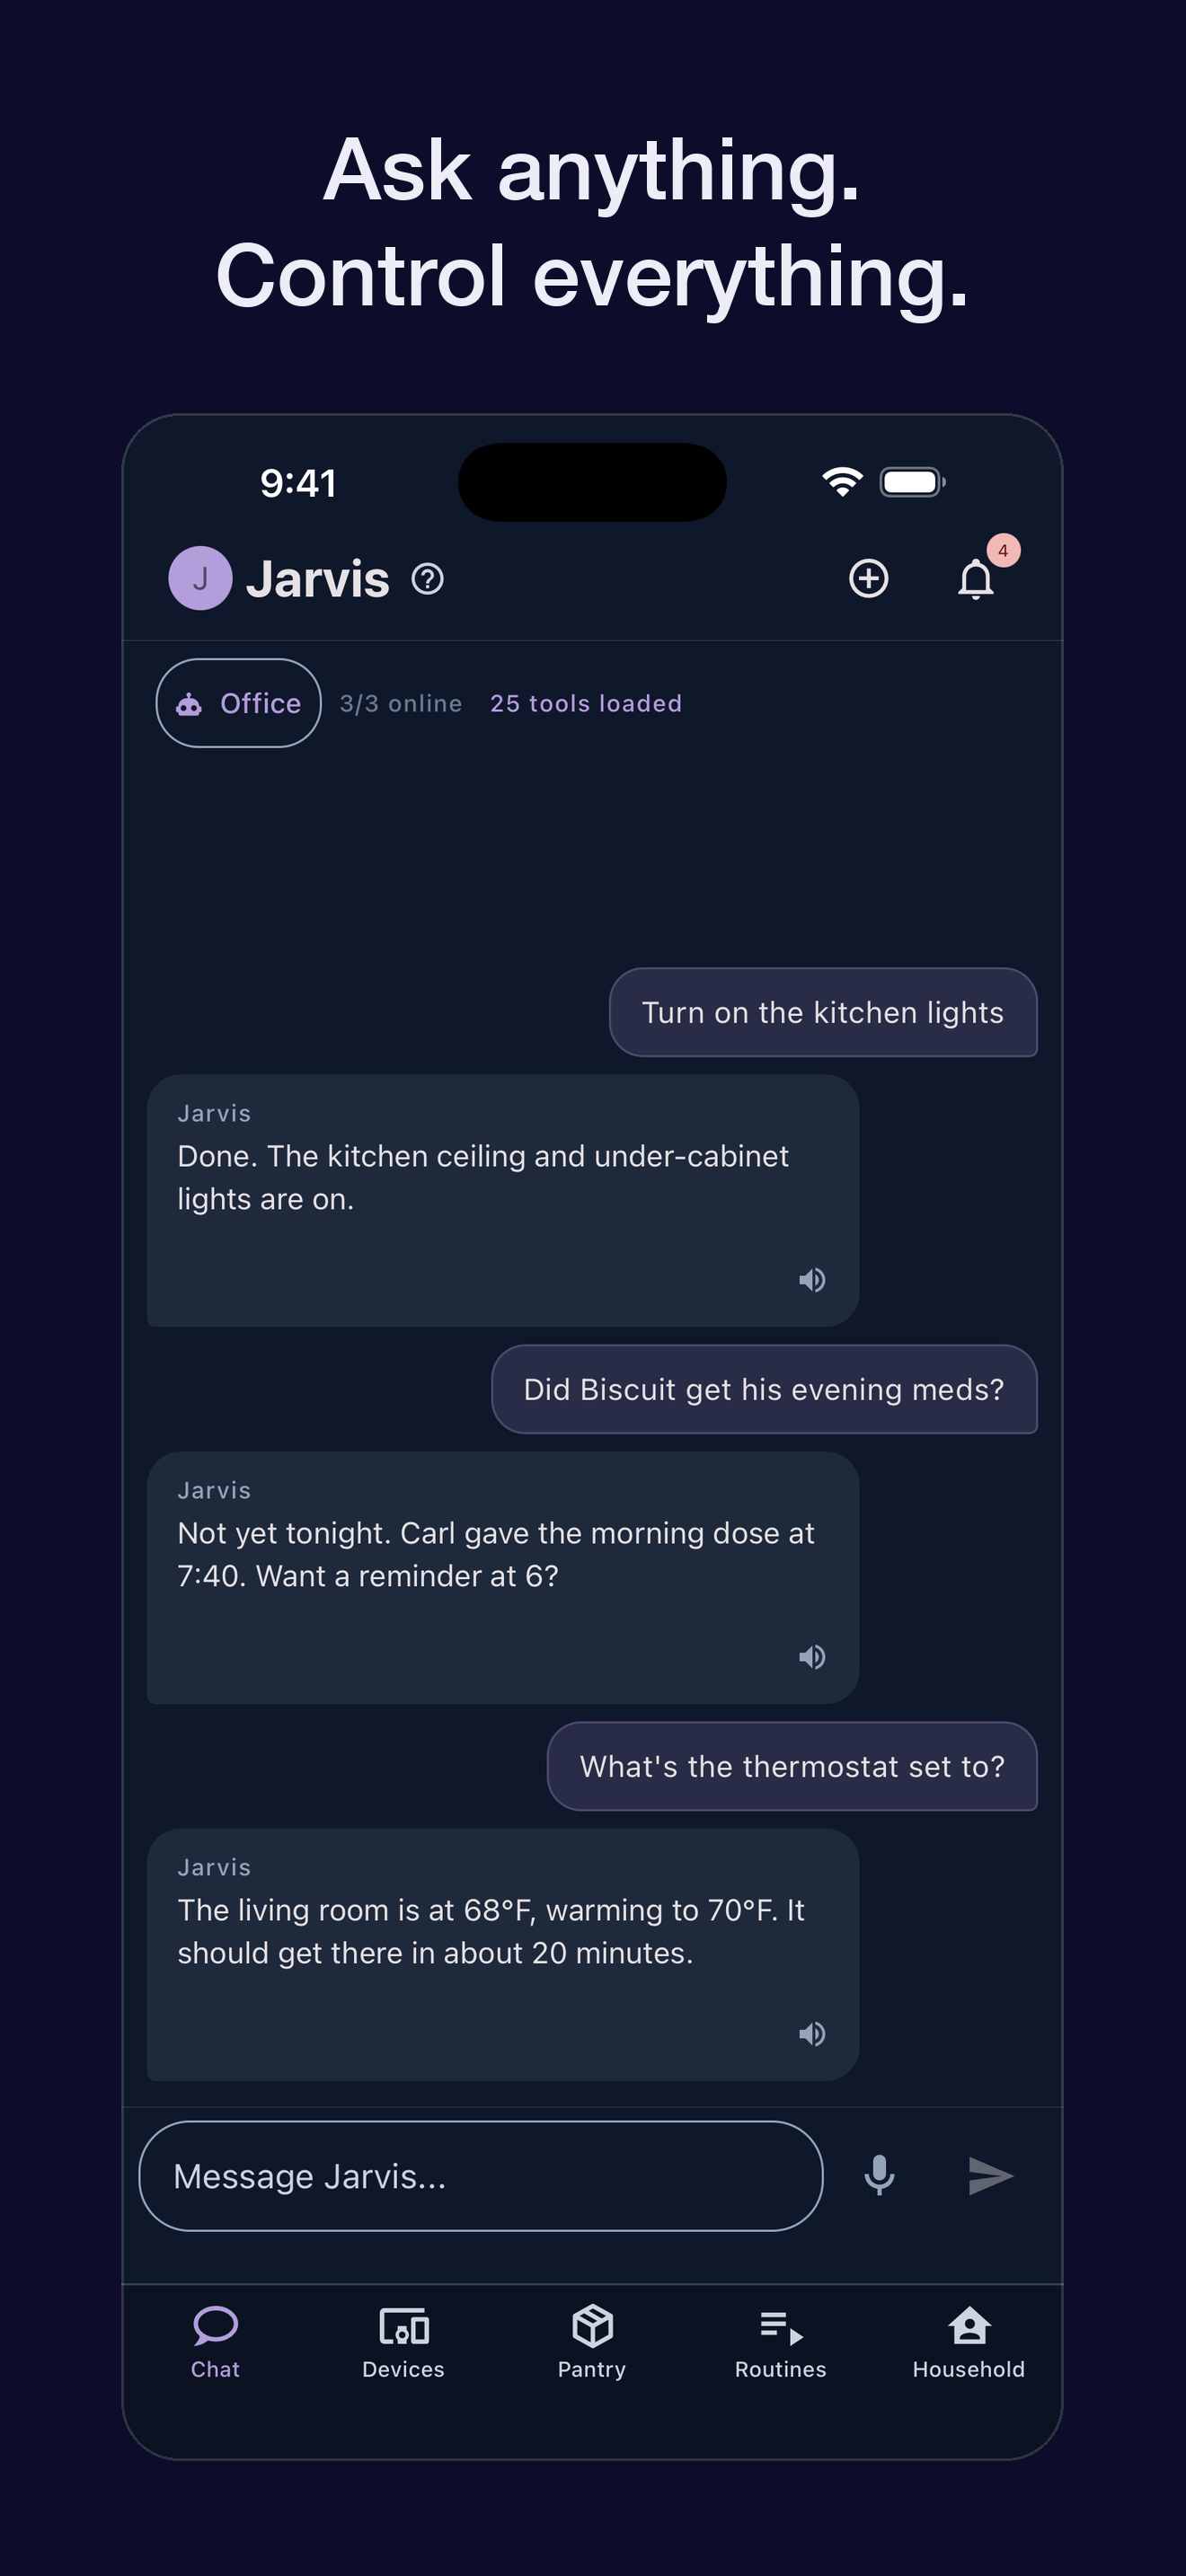 Ask anything.
Control everything.
9:41
J
Jarvis
4
Office
3/3 online
25 tools loaded
Turn on the kitchen lights
Jarvis
Done. The kitchen ceiling and under-cabinet
lights are on.
Did Biscuit get his evening meds?
Jarvis
Not yet tonight. Carl gave the morning dose at
7:40. Want a reminder at 6?
What's the thermostat set to?
Jarvis
The living room is at 68°F, warming to 70°F. It
should get there in about 20 minutes.
Message Jarvis...
Chat
Devices
Pantry
Routines
Household